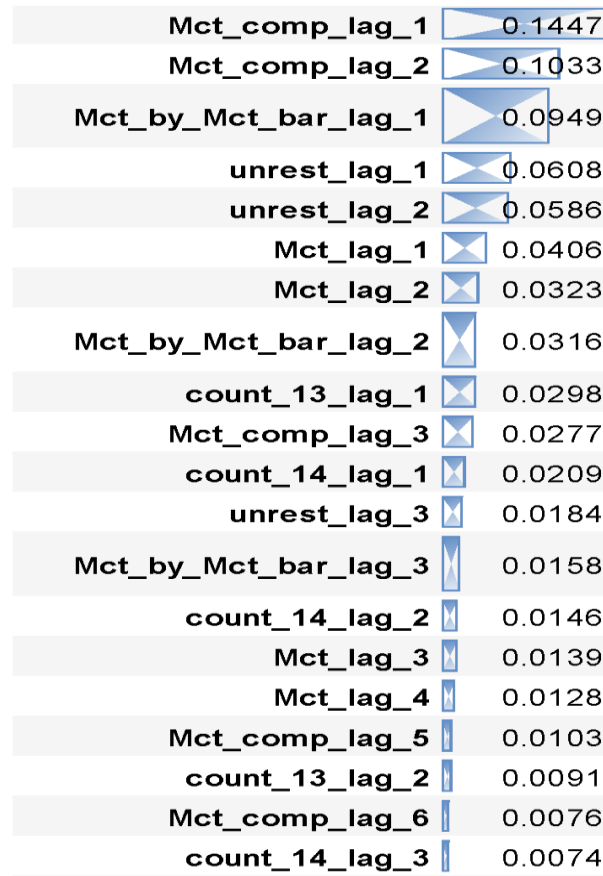 Mct_comp_lag_1 0.1447
Mct_comp_lag_2 0.1033
Mct_by_Mct_bar_lag_1 0.0949
unrest_lag_1 0.0608
unrest_lag_2 0.0586
Mct_lag_1 0.0406
Mct_lag_2 0.0323
Mct_by_Mct_bar_lag_2 0.0316
count_13_lag_1 0.0298
Mct_comp_lag_3 0.0277
count_14_lag_1 0.0209
unrest_lag_3 0.0184
Mct_by_Mct_bar_lag_3 0.0158
count_14_lag_2 0.0146
Mct_lag_3 0.0139
Mct_lag_4 0.0128
Mct_comp_lag_5 0.0103
count_13_lag_2 0.0091
Mct_comp_lag_6 0.0076
count_14_lag_3 0.0074